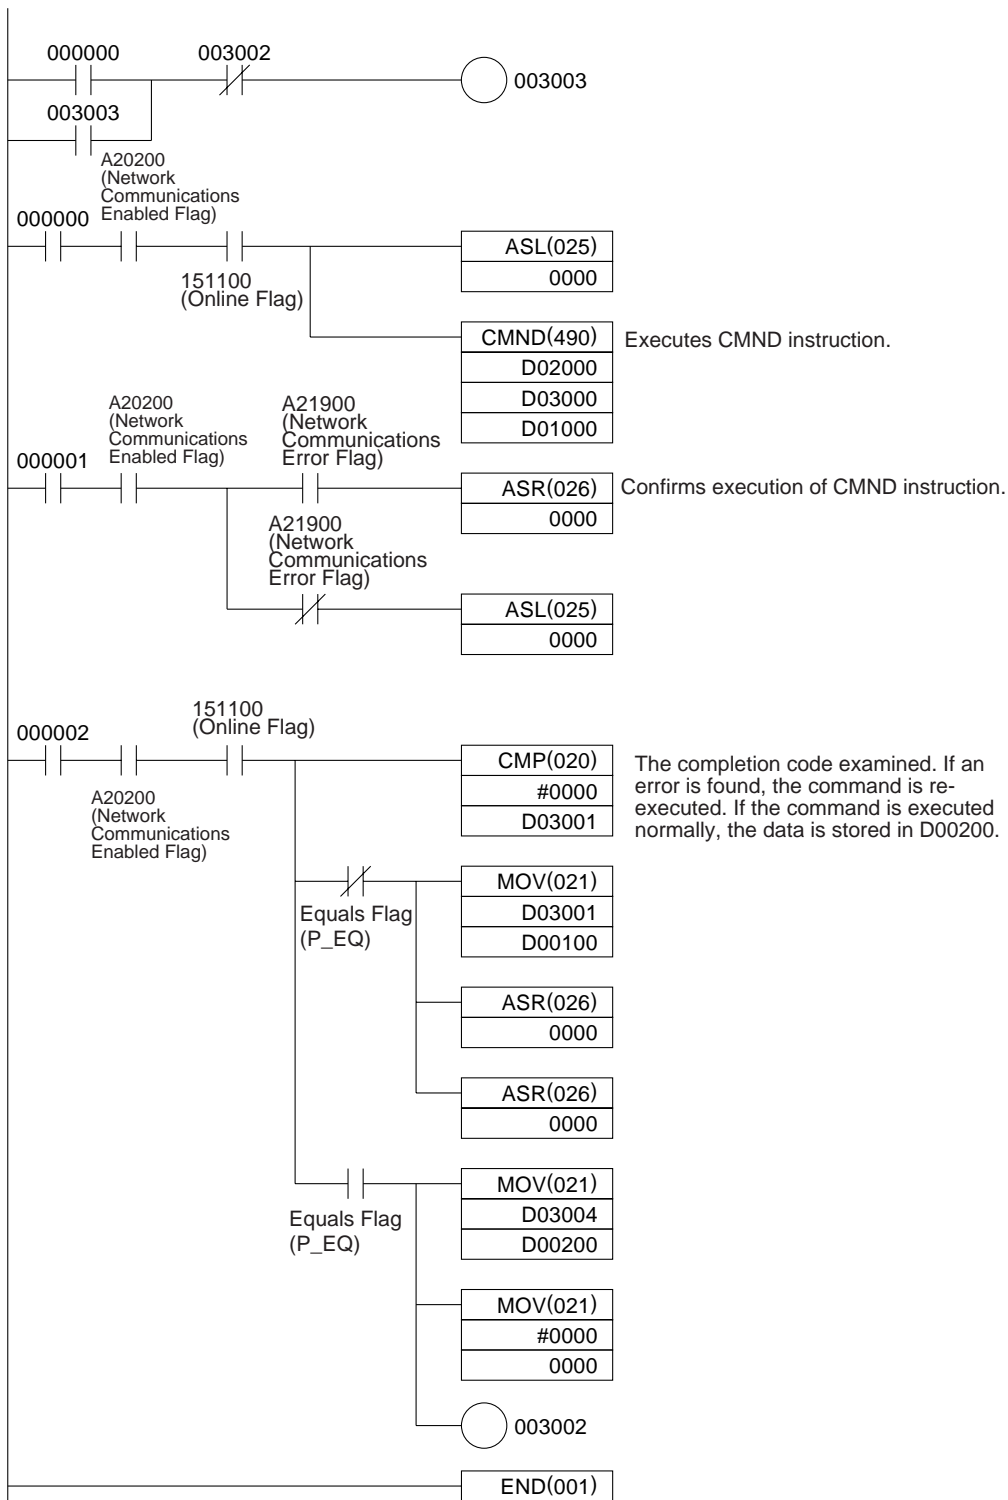 000000
003002
003003
003003
A20200
(Network
Communications
Enabled Flag)
000000
151100
(Online Flag)
ASL(025)
0000
CMND(490)
D02000
D03000
D01000
Executes CMND instruction.
A20200
(Network
Communications
Enabled Flag)
A21900
(Network
Communications
Error Flag)
000001
ASR(026)
0000
Confirms execution of CMND instruction.
A21900
(Network
Communications
Error Flag)
ASL(025)
0000
151100
(Online Flag)
000002
A20200
(Network
Communications
Enabled Flag)
CMP(020)
#0000
D03001
The completion code examined. If an
error is found, the command is re-
executed. If the command is executed
normally, the data is stored in D00200.
Equals Flag
(P_EQ)
MOV(021)
D03001
D00100
ASR(026)
0000
ASR(026)
0000
Equals Flag
(P_EQ)
MOV(021)
D03004
D00200
MOV(021)
#0000
0000
003002
END(001)